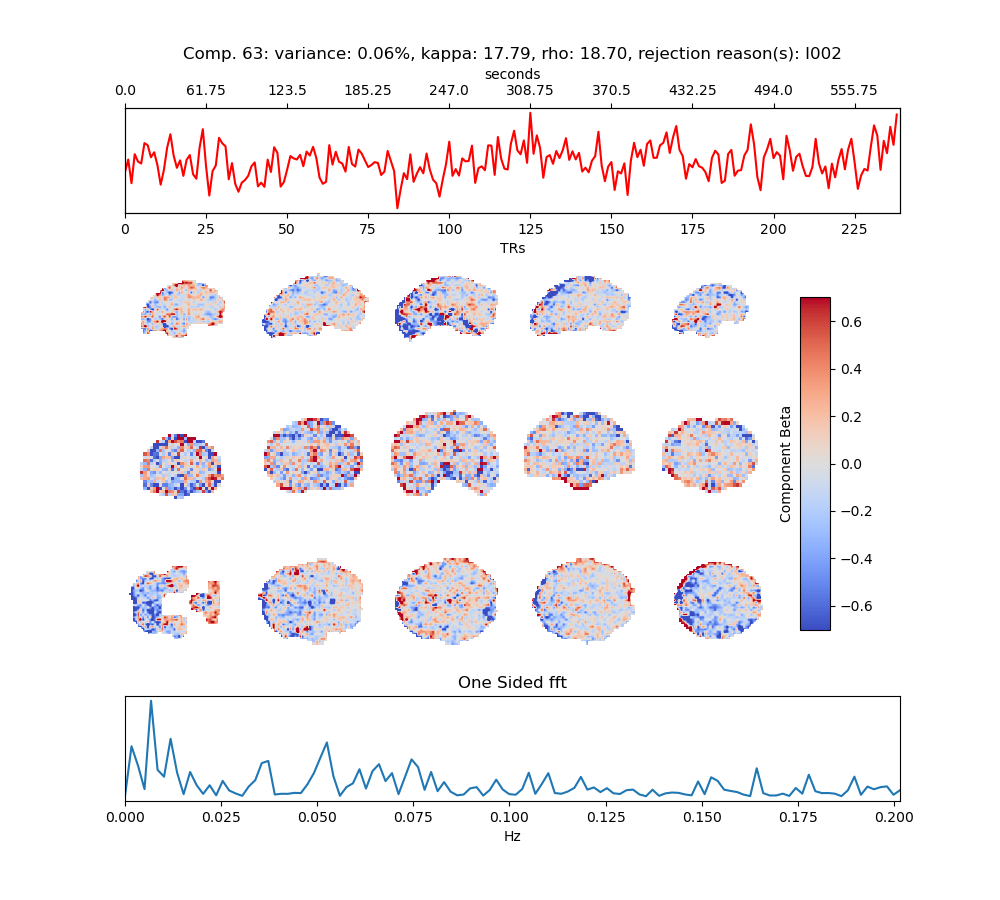 Comp. 63: variance: 0.06%, kappa: 17.79, rho: 18.70, rejection reason(s): I002
seconds
0.0 61.75 123.5 185.25 247.0 308.75 370.5 432.25 494.0 555.75
0 25 50 75 100 125 150 175 200 225
TRs
0.6
0.4
0.2
0.0
−0.2
−0.4
−0.6
Component Beta
One Sided fft
0.000 0.025 0.050 0.075 0.100 0.125 0.150 0.175 0.200
Hz